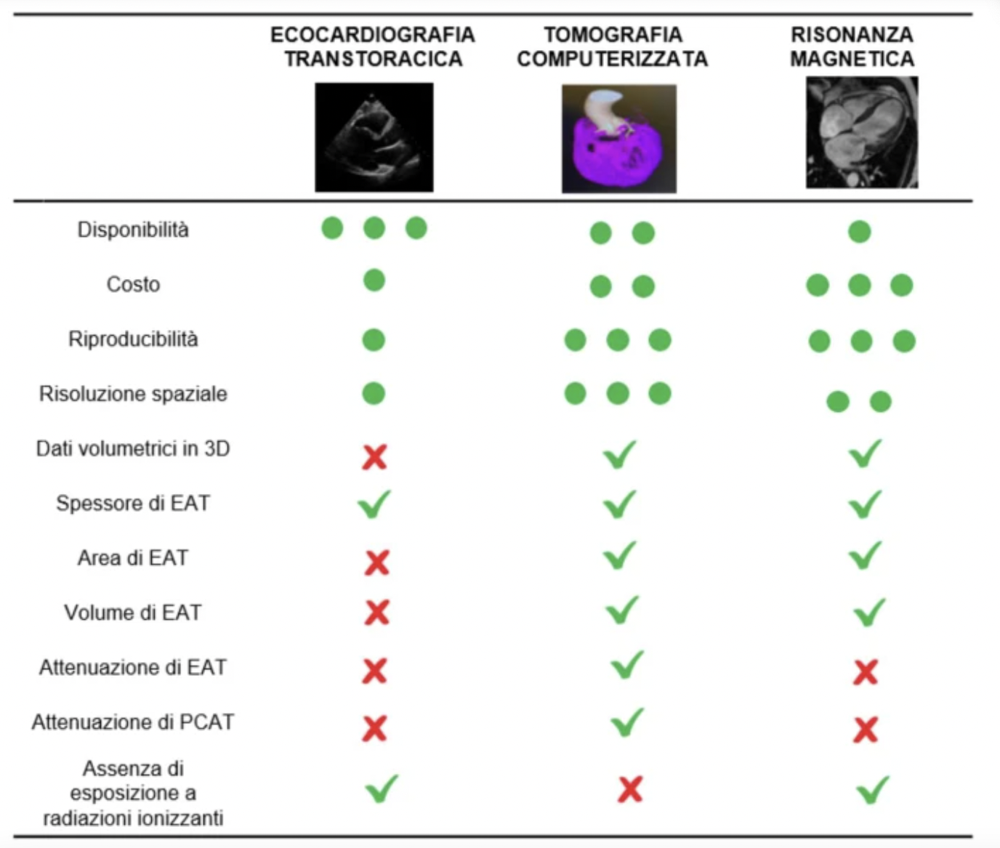 ECOCARDIOGRAFIA
TRANSTORACICA
TOMOGRAFIA
COMPUTERIZZATA
RISONANZA
MAGNETICA
Disponibilità
Costo
Riproducibilità
Risoluzione spaziale
Dati volumetrici in 3D
Spessore di EAT
Area di EAT
Volume di EAT
Attenuazione di EAT
Attenuazione di PCAT
Assenza di
esposizione a
radiazioni ionizzanti